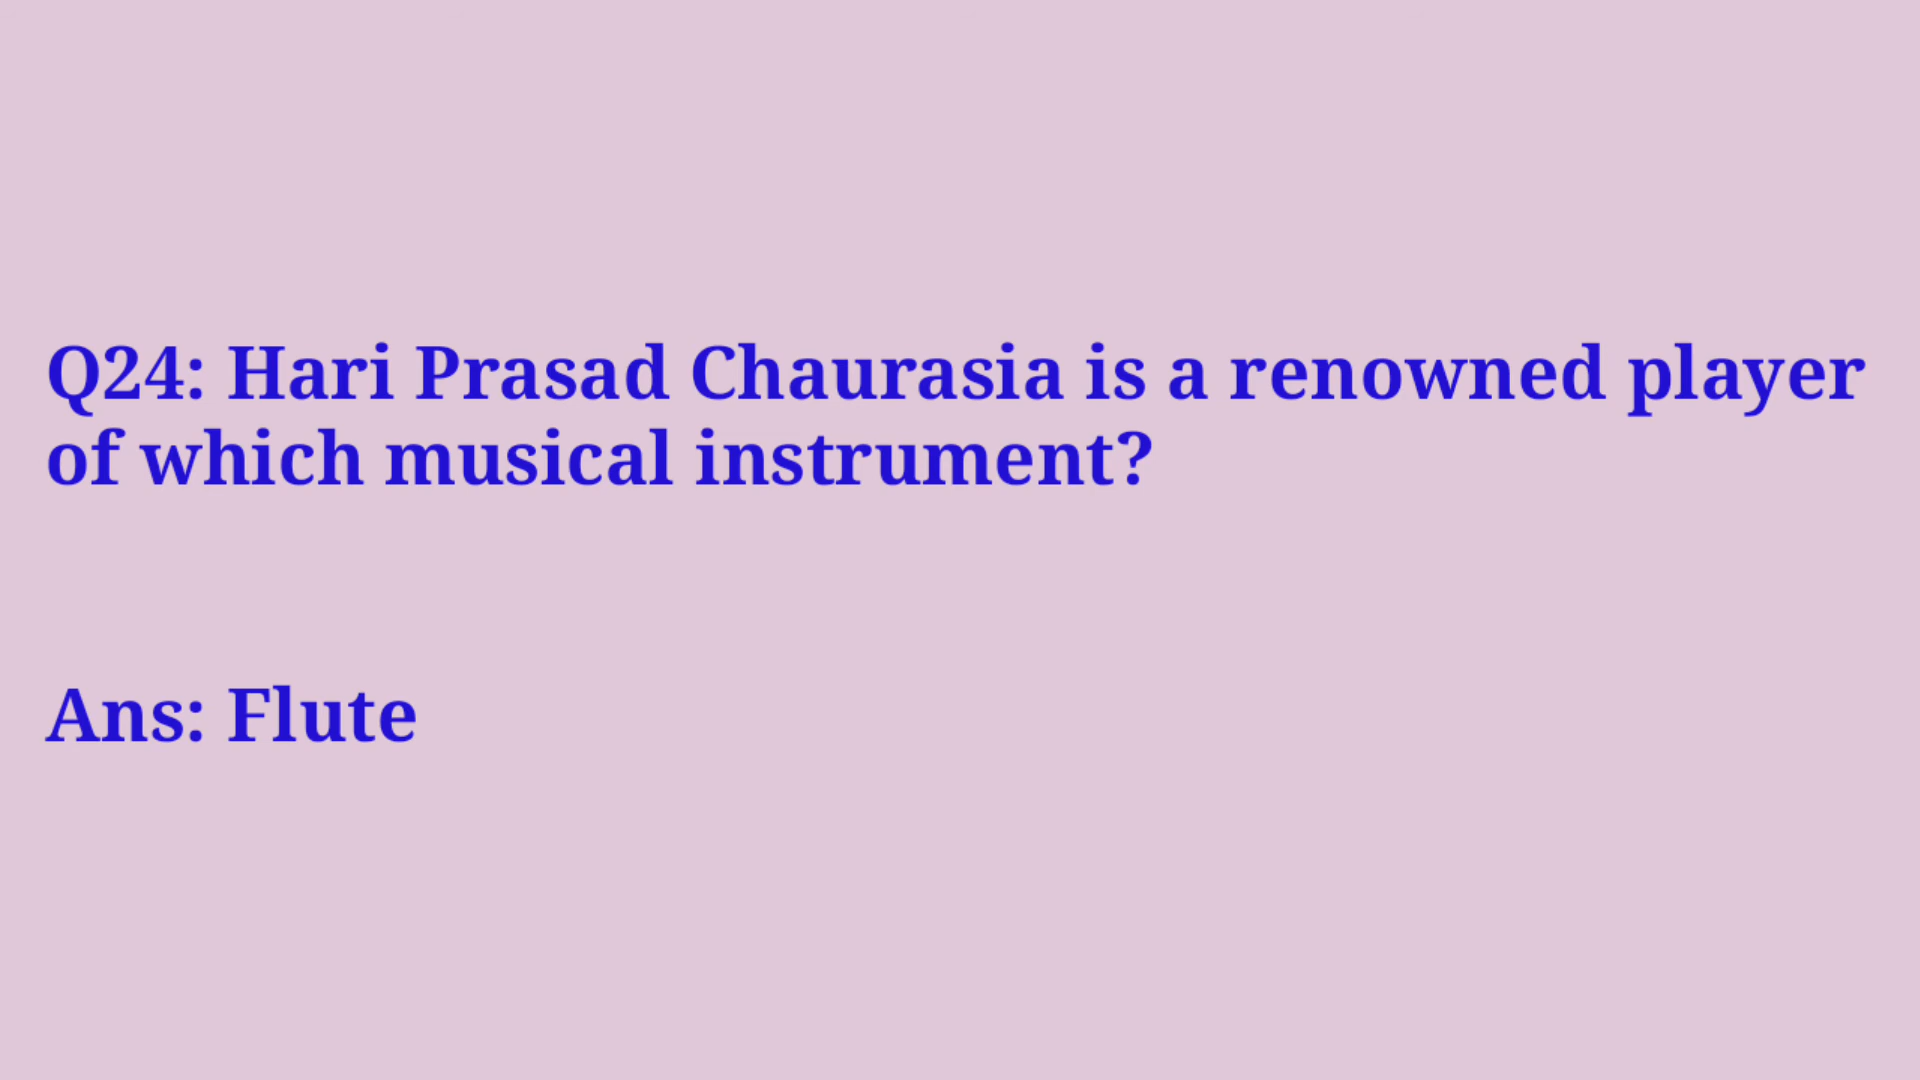 Q24: Hari Prasad Chaurasia is a renowned player
of which musical instrument?
Ans: Flute